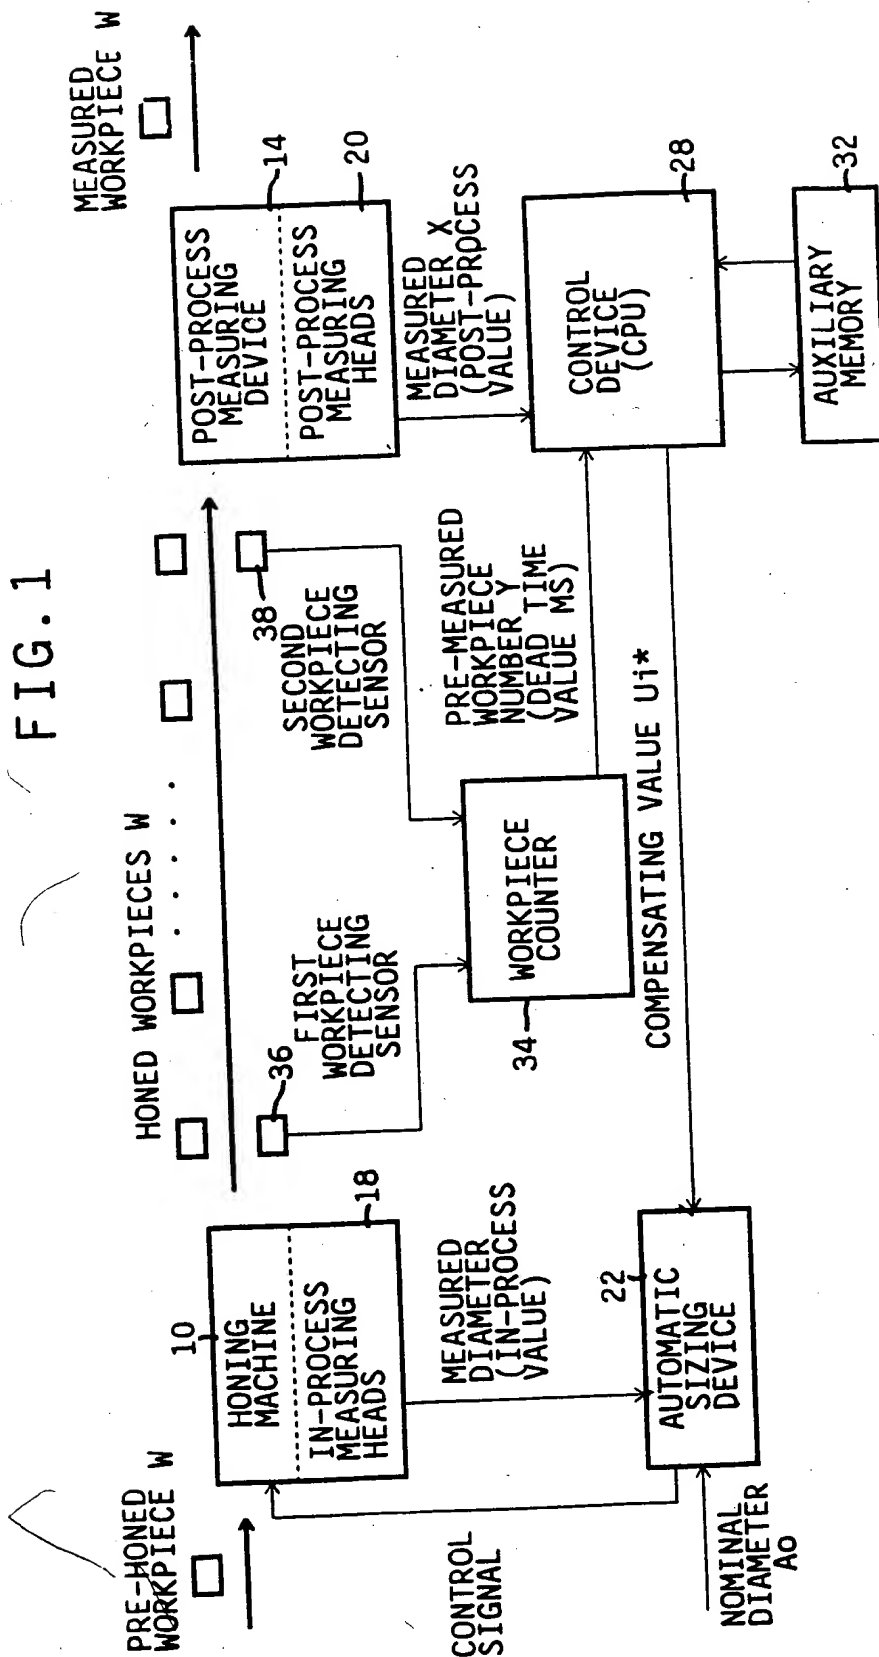 FIG.1
PRE-HONED
WORKPIECE W
HONED WORKPIECES W
MEASURED
WORKPIECE W
10
HONING
MACHINE
IN-PROCESS
MEASURING
HEADS
18
36
FIRST
WORKPIECE
DETECTING
SENSOR
38
SECOND
WORKPIECE
DETECTING
SENSOR
POST-PROCESS
MEASURING
DEVICE
14
POST-PROCESS
MEASURING
HEADS
20
CONTROL
SIGNAL
MEASURED
DIAMETER
(IN-PROCESS
VALUE)
34
WORKPIECE
COUNTER
PRE-MEASURED
WORKPIECE
NUMBER Y
(DEAD TIME
VALUE MS)
MEASURED
DIAMETER X
(POST-PROCESS
VALUE)
22
AUTOMATIC
SIZING
DEVICE
NOMINAL
DIAMETER
Ao
COMPENSATING VALUE Ui*
CONTROL
DEVICE
(CPU)
28
AUXILIARY
MEMORY
32